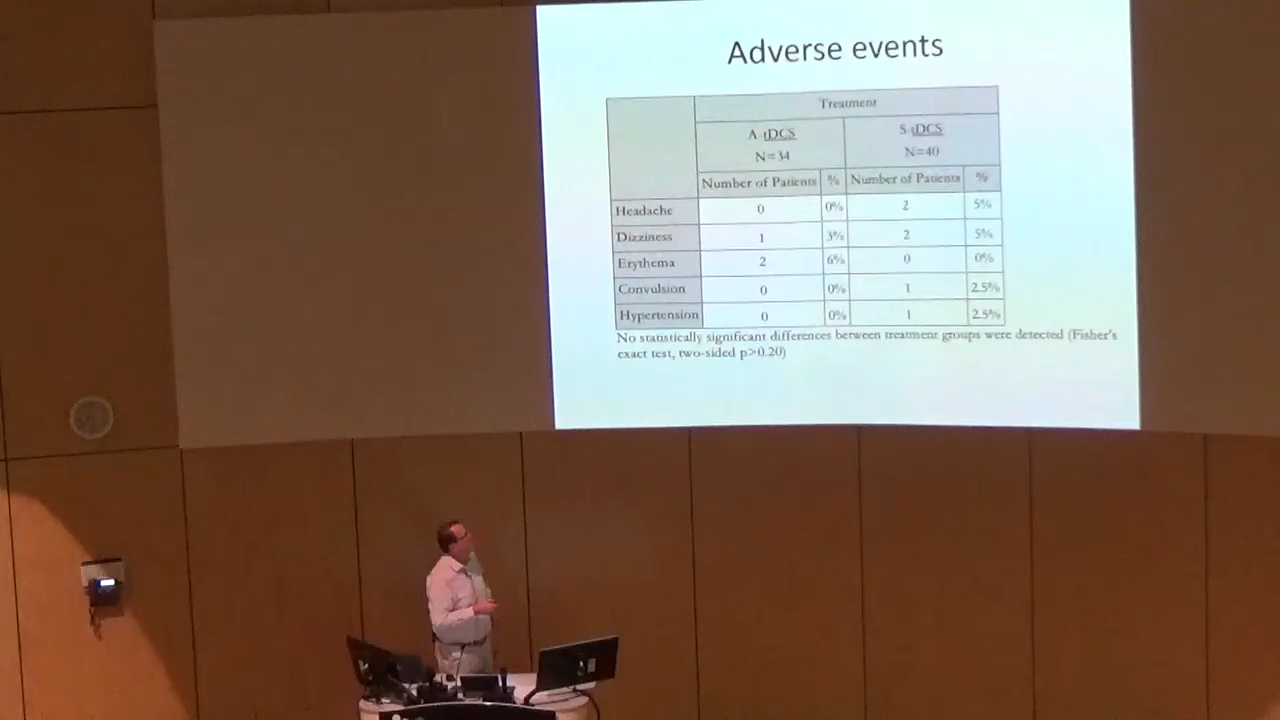 Adverse events
Treatment
A-tDCS S-tDCS
N=34 N=40
Number of Patients % Number of Patients %
Headache 0 0% 2 5%
Dizziness 1 3% 2 5%
Erythema 2 6% 0 0%
Convulsion 0 0% 1 2.5%
Hypertension 0 0% 1 2.5%
No statistically significant differences between treatment groups were detected (Fisher's
exact test, two-sided p>0.20)